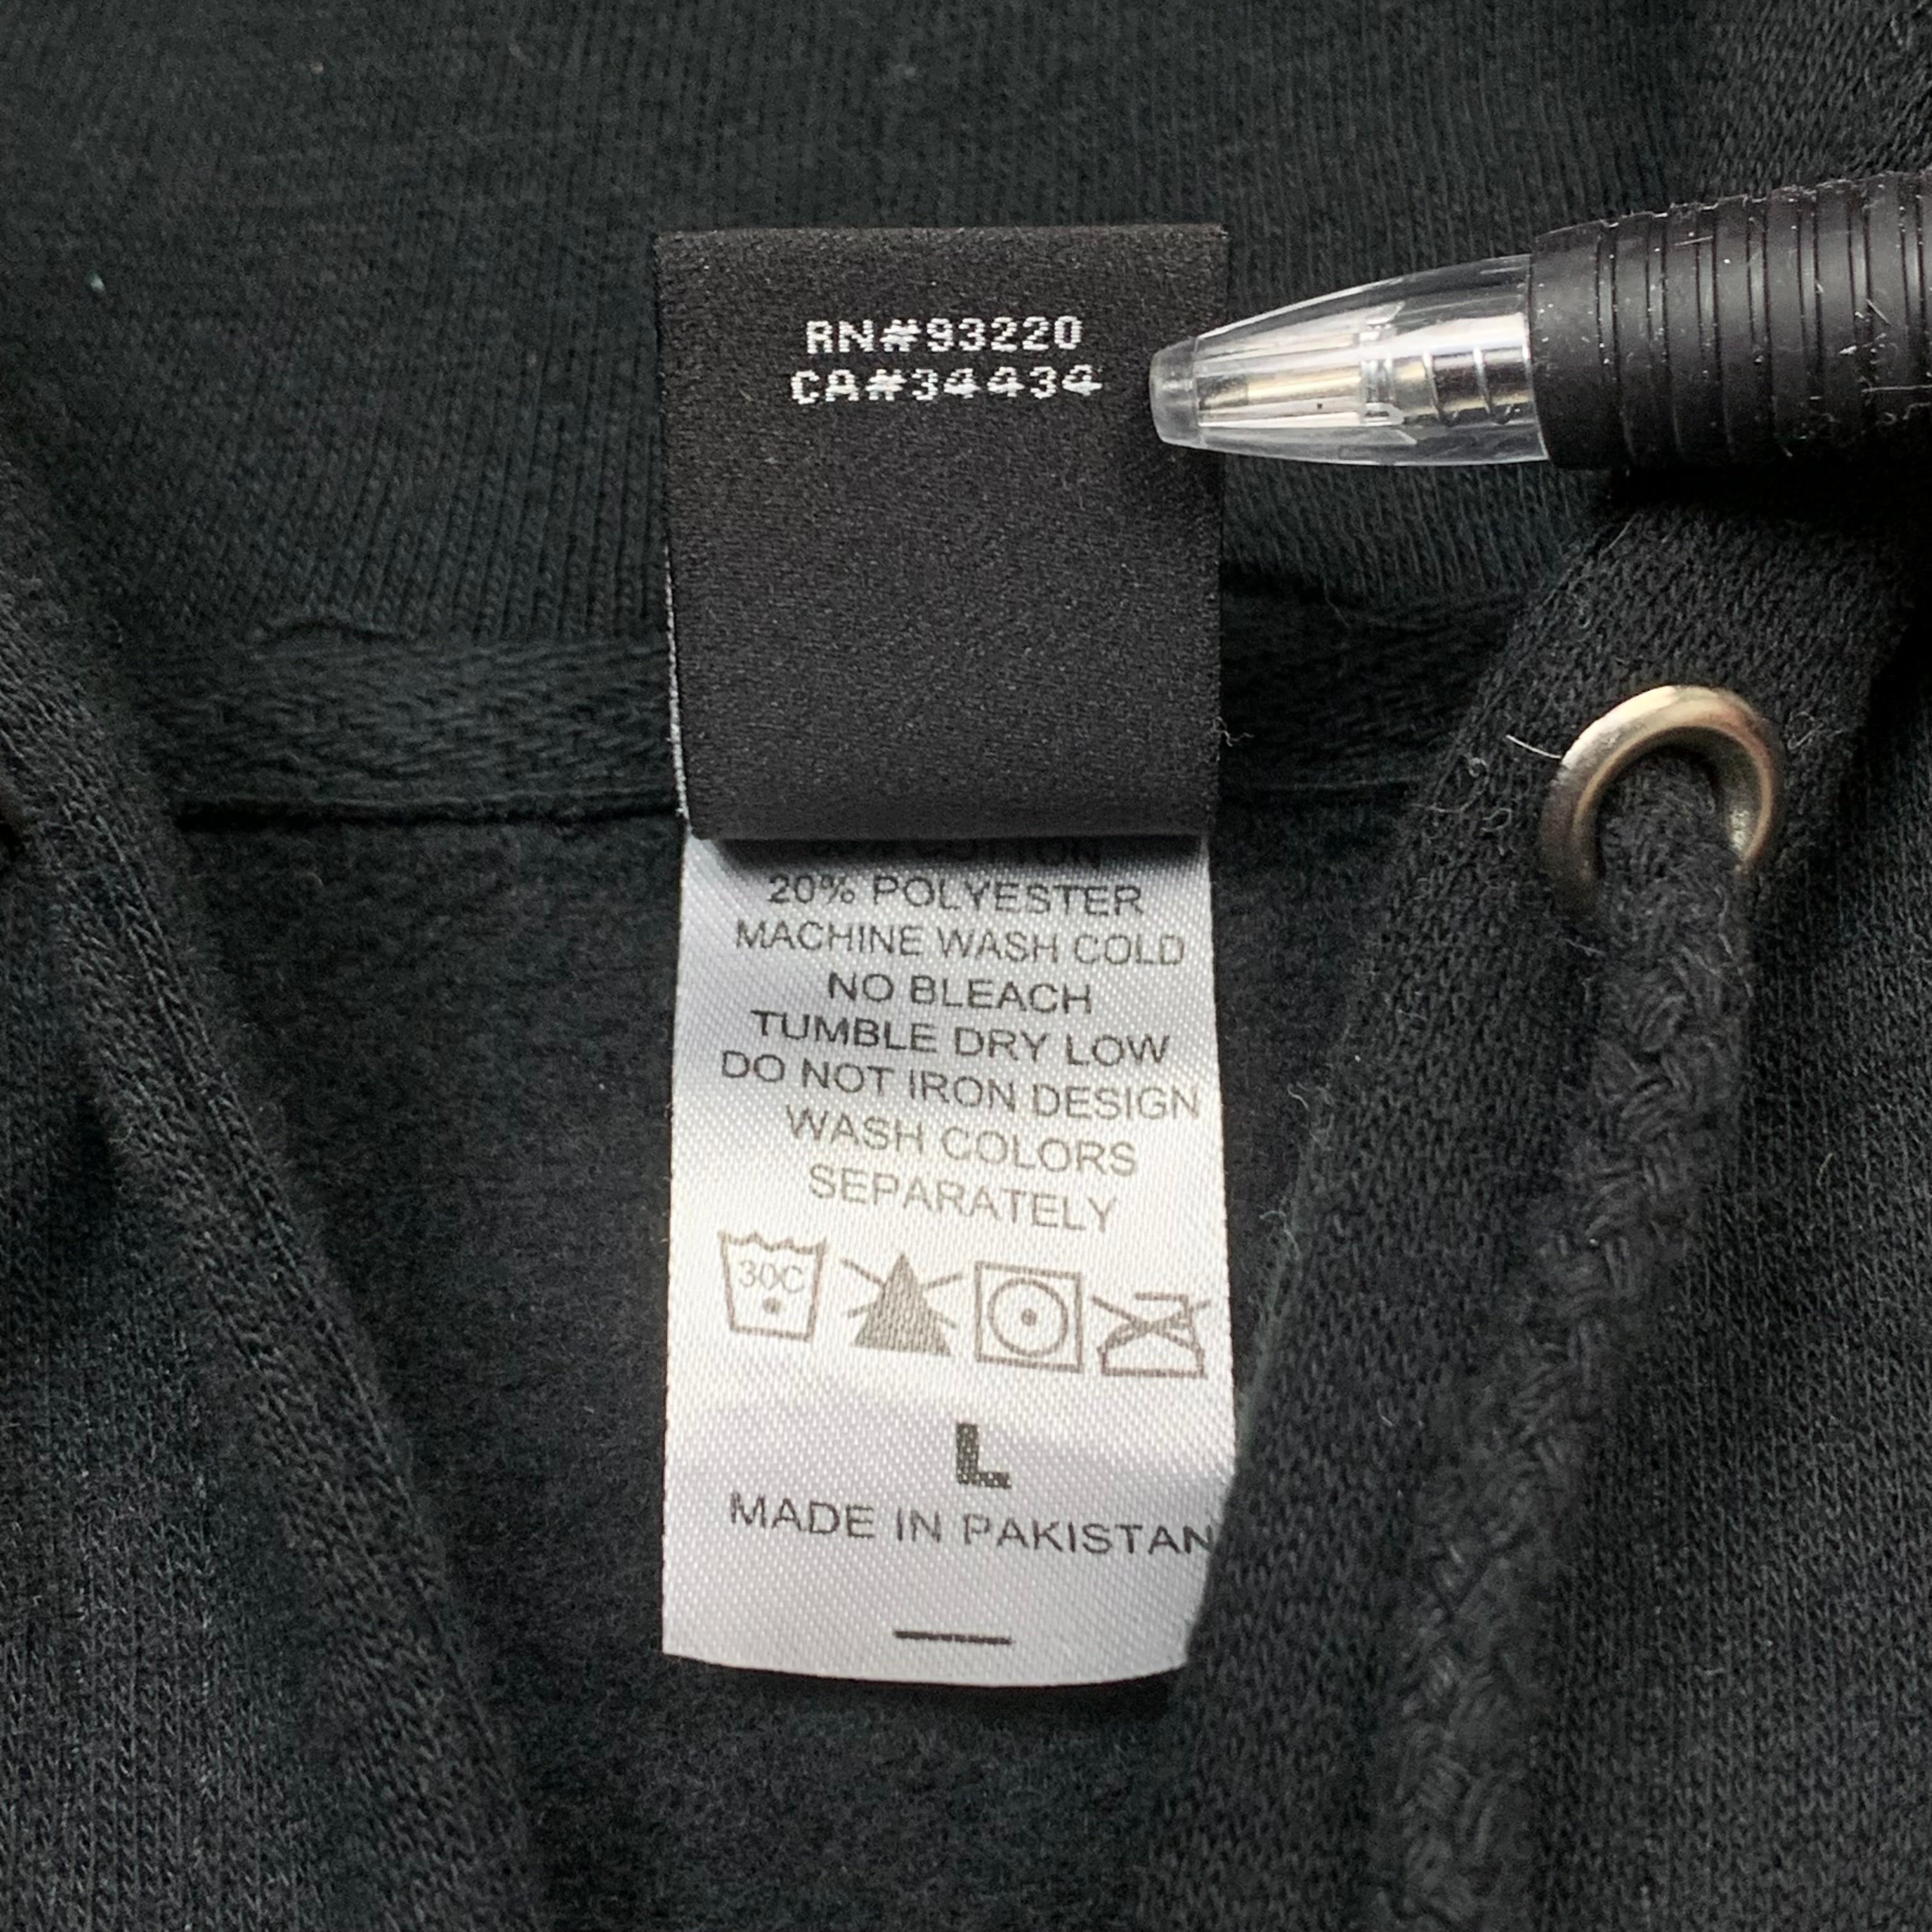 RN#93220
CA#34434
COTTON
20% POLYESTER
MACHINE WASH COLD
NO BLEACH
TUMBLE DRY LOW
DO NOT IRON DESIGN
WASH COLORS
SEPARATELY
30C
L
MADE IN PAKISTAN